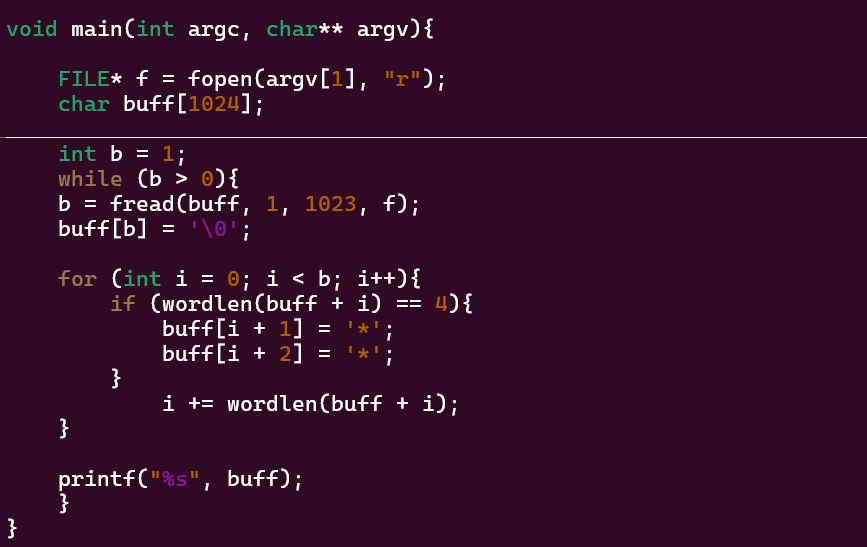 void main(int argc, char** argv){
    FILE* f = fopen(argv[1], "r");
    char buff[1024];
    int b = 1;
    while (b > 0){
    b = fread(buff, 1, 1023, f);
    buff[b] = '\0';
    for (int i = 0; i < b; i++){
        if (wordlen(buff + i) == 4){
            buff[i + 1] = '*';
            buff[i + 2] = '*';
        }
            i += wordlen(buff + i);
    }
    printf("%s", buff);
    }
}